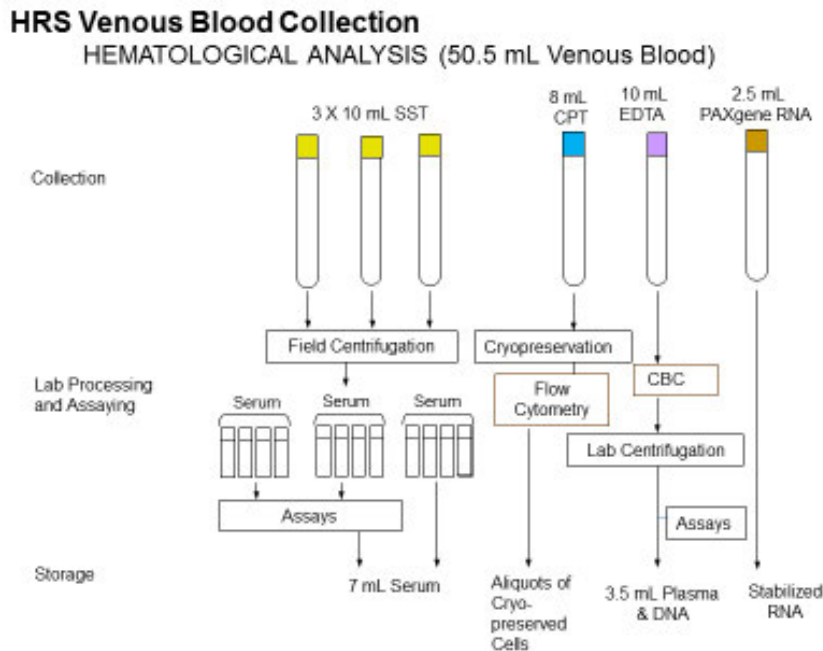 HRS Venous Blood Collection
HEMATOLOGICAL ANALYSIS (50.5 mL Venous Blood)
3 X 10 mL SST
8 mL
CPT
10 mL
EDTA
2.5 mL
PAXgene RNA
Collection
Field Centrifugation
Cryopreservation
Lab Processing
and Assaying
Flow
Cytometry
CBC
Serum
Serum
Serum
Lab Centrifugation
Assays
Assays
Storage
7 mL Serum
Aliquots of
Cryo-
preserved
Cells
3.5 mL Plasma
& DNA
Stabilized
RNA